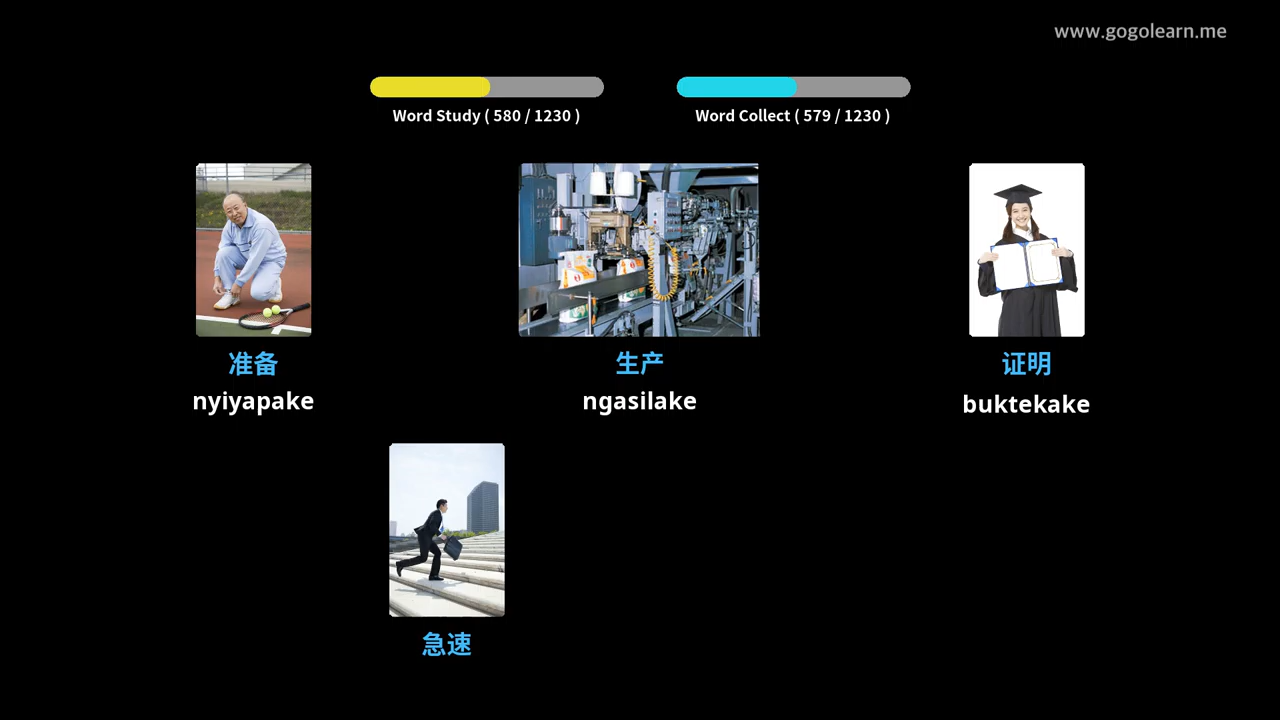 www.gogolearn.me
Word Study ( 580 / 1230 )
Word Collect ( 579 / 1230 )
准备
nyiyapake
生产
ngasilake
证明
buktekake
急速